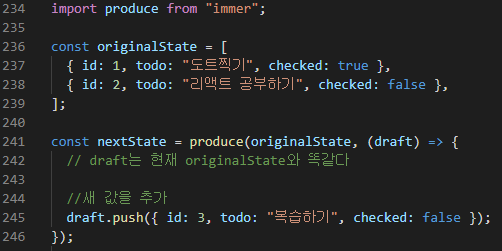 234 import produce from "immer";
235
236 const originalState = [
237   { id: 1, todo: "도트찍기", checked: true },
238   { id: 2, todo: "리액트 공부하기", checked: false },
239 ];
240
241 const nextState = produce(originalState, (draft) => {
242   // draft는 현재 originalState와 똑같다
243
244   //새 값을 추가
245   draft.push({ id: 3, todo: "복습하기", checked: false });
246 });